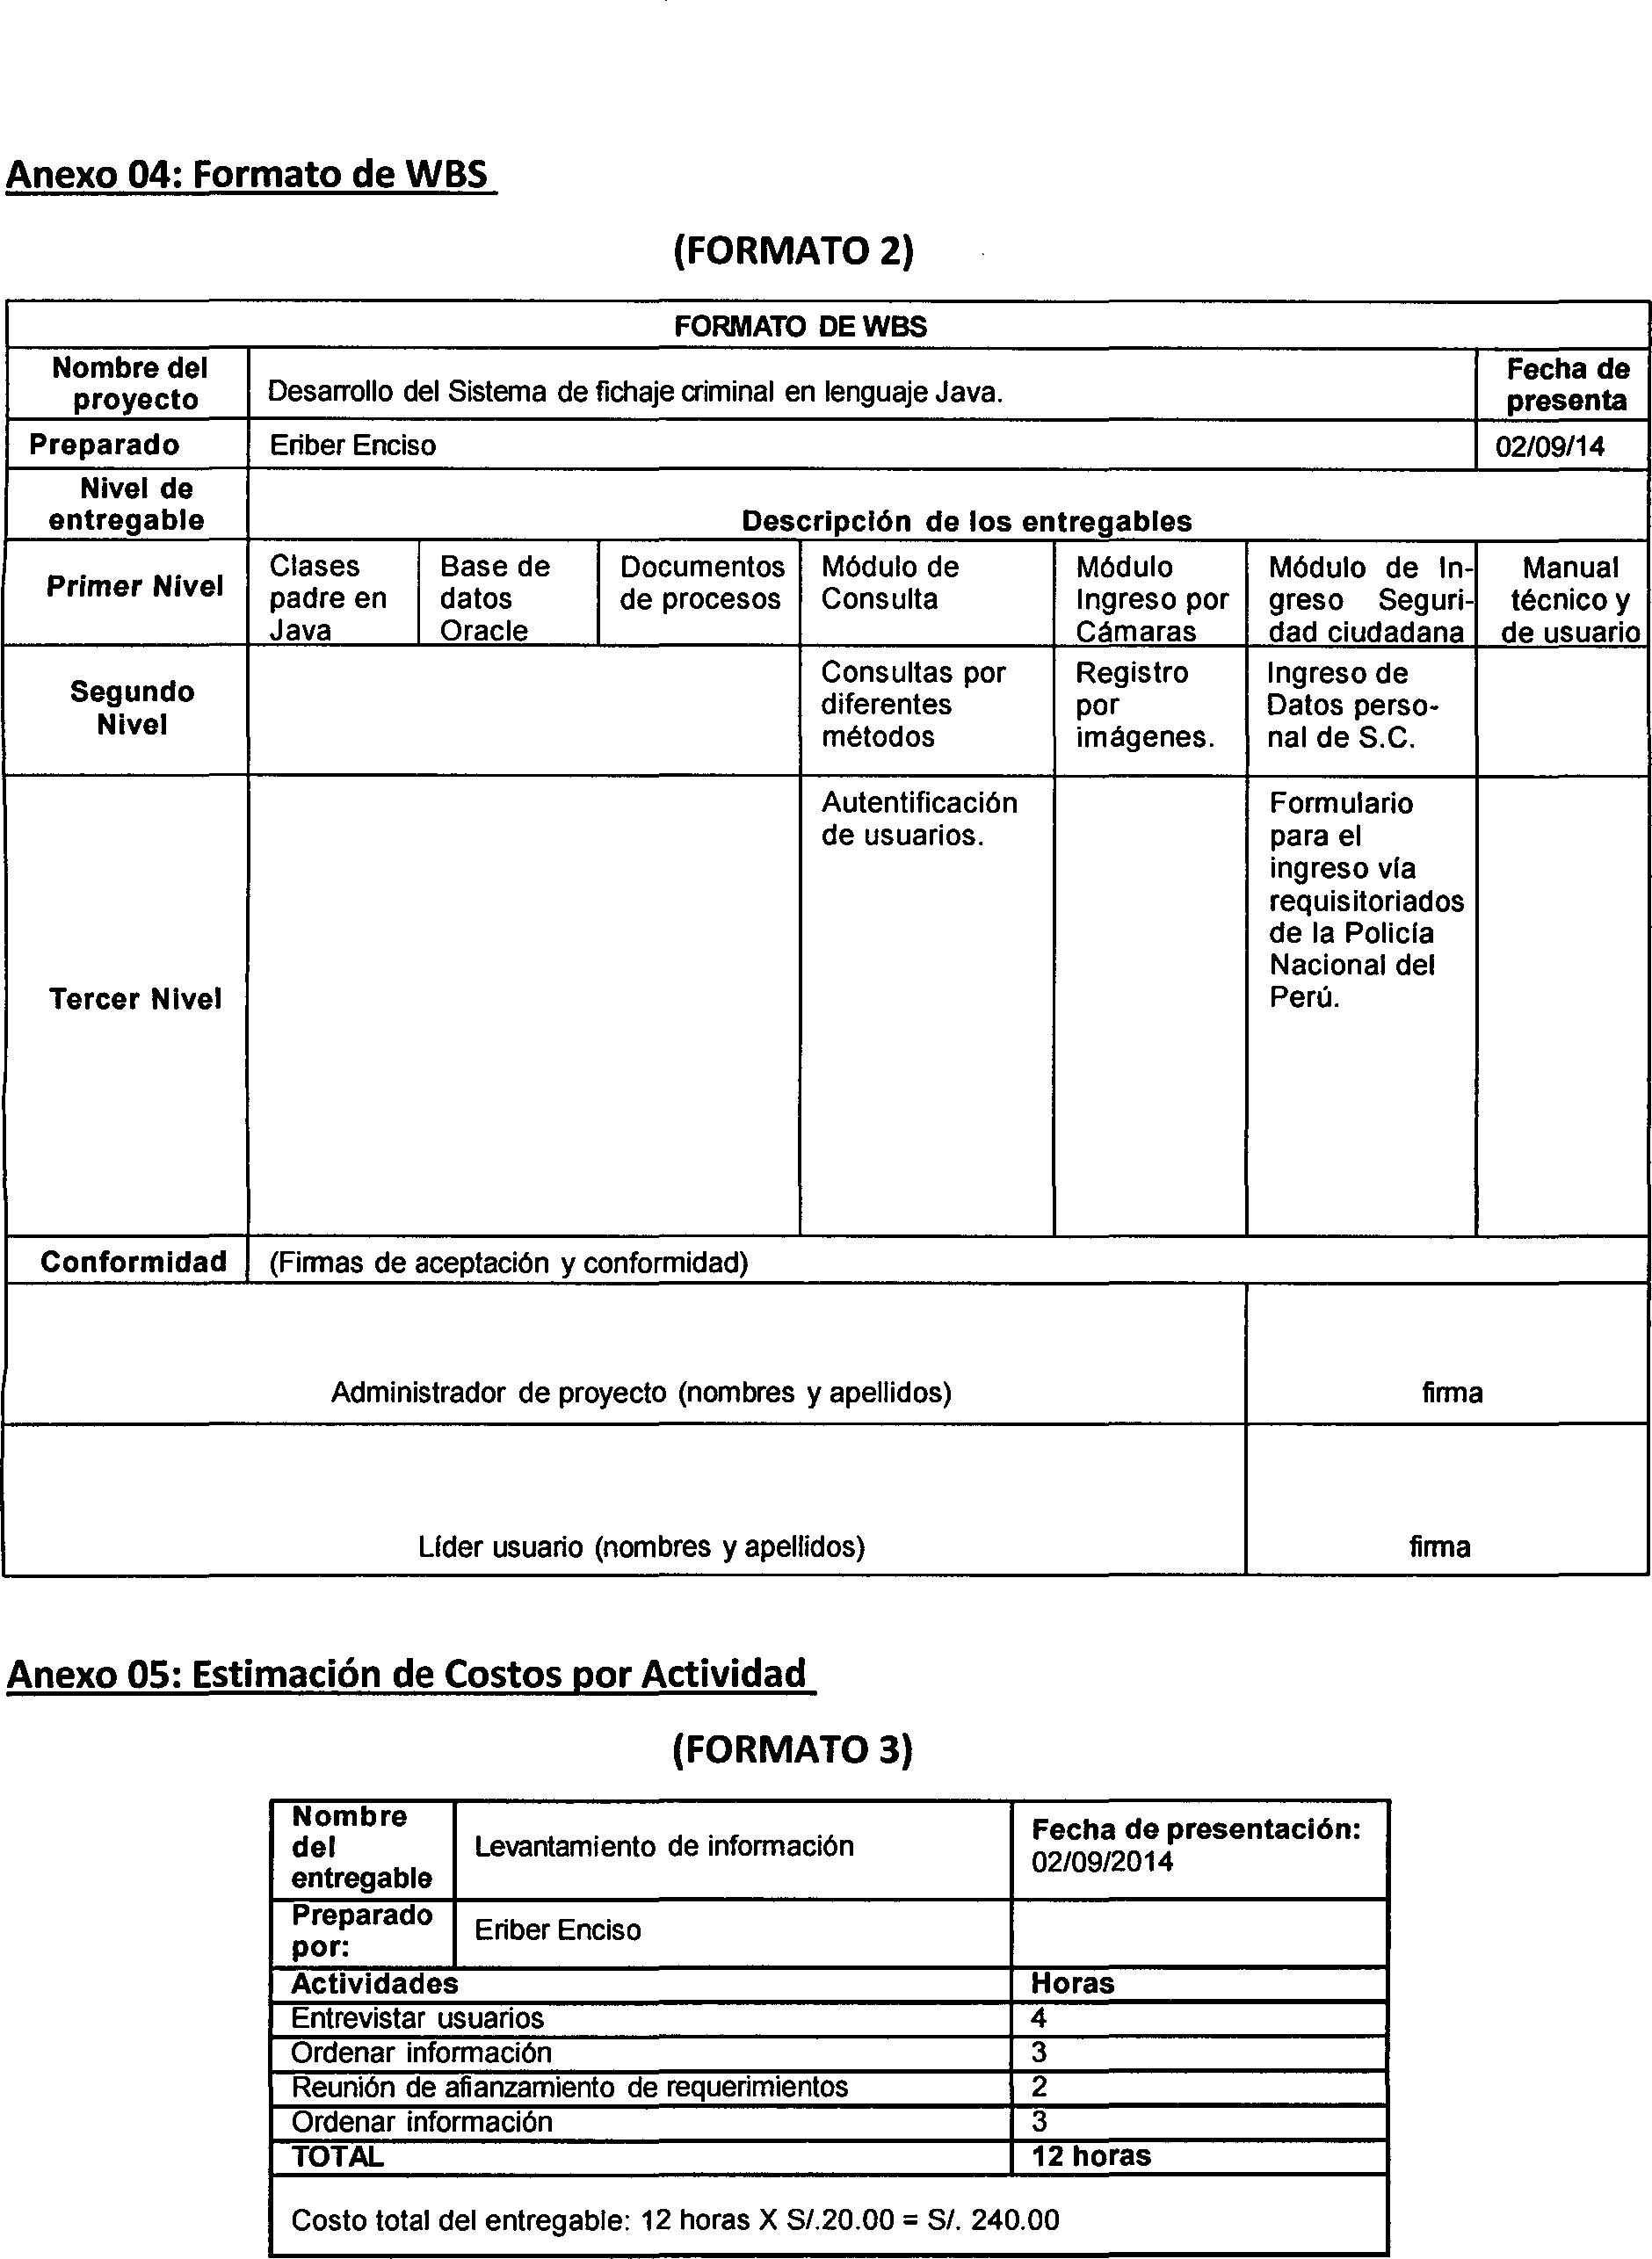 Anexo 04: Formato de WBS
(FORMATO 2)
FORMATO DE WBS
Nombre del
proyecto
Desarrollo del Sistema de fichaje criminal en lenguaje Java.
Fecha de
presenta
Preparado
Eriber Enciso
02/09/14
Nivel de
entregable
Descripción de los entregables
Primer Nivel
Clases
padre en
Java
Base de
datos
Oracle
Documentos
de procesos
Módulo de
Consulta
Módulo
Ingreso por
Cámaras
Módulo de In-
greso Seguri-
dad ciudadana
Manual
técnico y
de usuario
Segundo
Nivel
Consultas por
diferentes
métodos
Registro
por
imágenes.
Ingreso de
Datos perso-
nal de S.C.
Tercer Nivel
Autentificación
de usuarios.
Formulario
para el
ingreso vía
requisitoriados
de la Policía
Nacional del
Perú.
Conformidad
(Firmas de aceptación y conformidad)
Administrador de proyecto (nombres y apellidos)
firma
Líder usuario (nombres y apellidos)
firma
Anexo 05: Estimación de Costos por Actividad
(FORMATO 3)
Nombre
del
entregable
Levantamiento de información
Fecha de presentación:
02/09/2014
Preparado
por:
Eriber Enciso
Actividades
Horas
Entrevistar usuarios
4
Ordenar información
3
Reunión de afianzamiento de requerimientos
2
Ordenar información
3
TOTAL
12 horas
Costo total del entregable: 12 horas X S/.20.00 = S/. 240.00